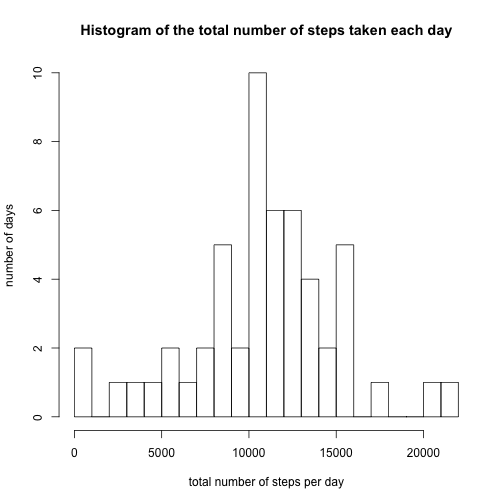 Histogram of the total number of steps taken each day
number of days
10
8
6
4
2
0
0 5000 10000 15000 20000
total number of steps per day